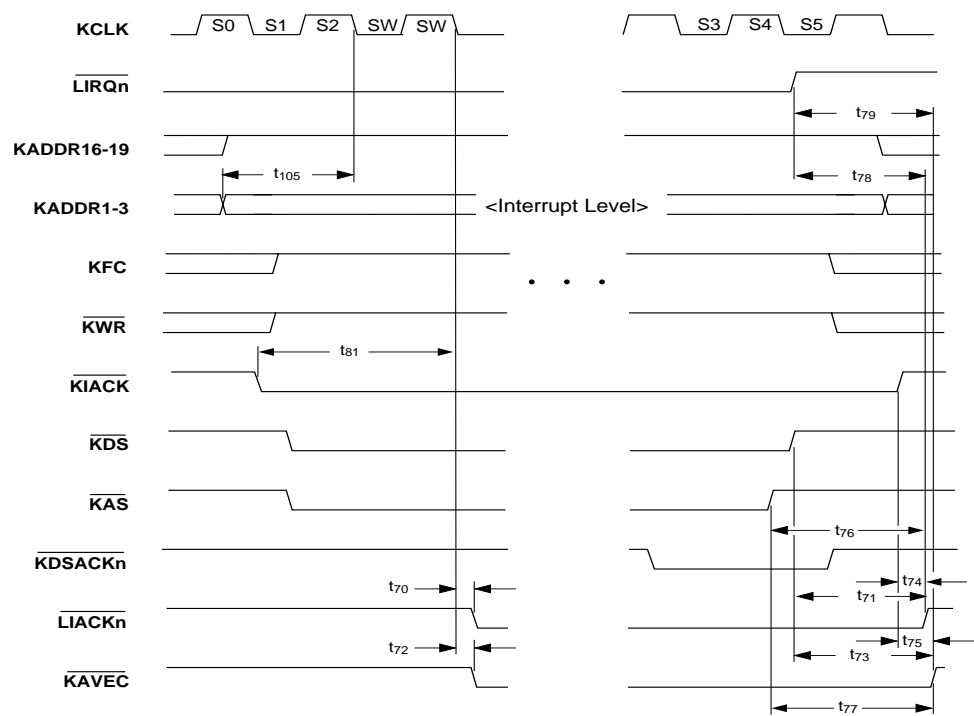 KCLK S0 S1 S2 SW SW S3 S4 S5
LIRQn
t79
KADDR16-19
t105 t78
KADDR1-3 <Interrupt Level>
KFC
• • •
KWR
t81
KIACK
KDS
KAS
t76
KDSACKn
t70 t74
t71
LIACKn
t72 t75
t73
KAVEC
t77